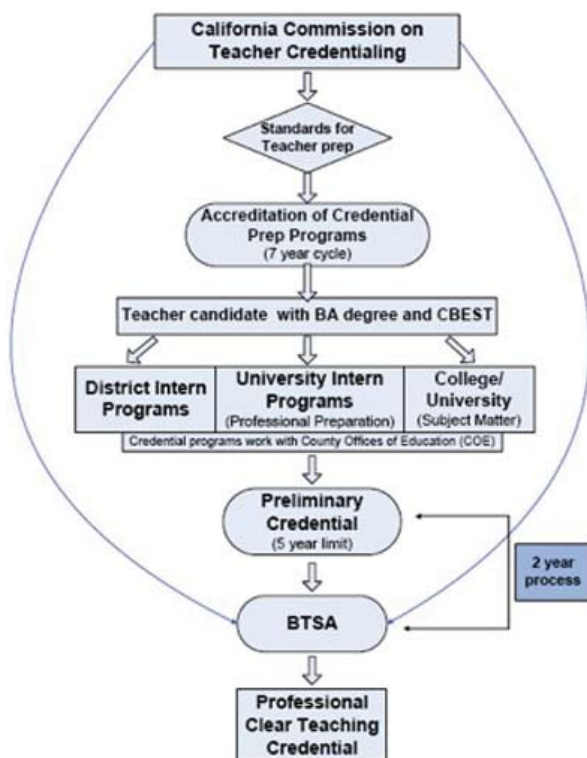 California Commission on
Teacher Credentialing
Standards for
Teacher prep
Accreditation of Credential
Prep Programs
(7 year cycle)
Teacher candidate with BA degree and CBEST
District Intern
Programs
University Intern
Programs
(Professional Preparation)
College/
University
(Subject Matter)
Credential programs work with County Offices of Education (COE)
Preliminary
Credential
(5 year limit)
2 year
process
BTSA
Professional
Clear Teaching
Credential